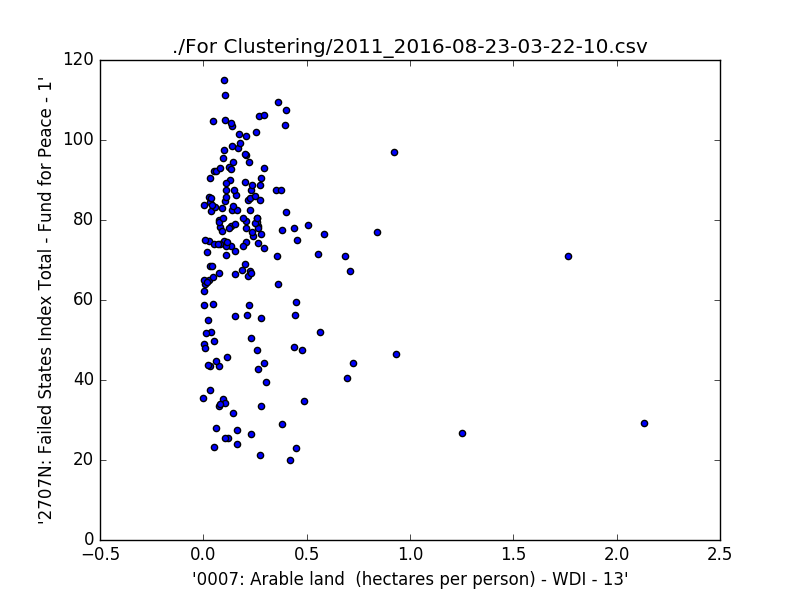 ./For Clustering/2011_2016-08-23-03-22-10.csv
'2707N: Failed States Index Total - Fund for Peace - 1'
120
100
80
60
40
20
0
−0.5 0.0 0.5 1.0 1.5 2.0 2.5
'0007: Arable land  (hectares per person) - WDI - 13'